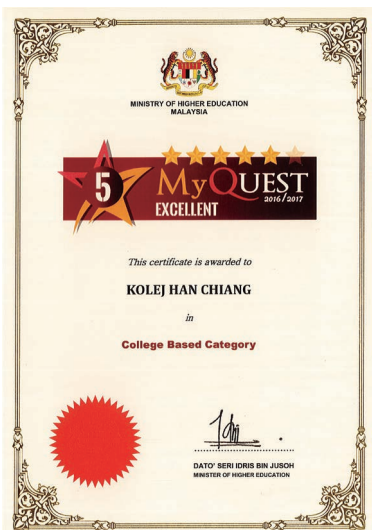 MINISTRY OF HIGHER EDUCATION
MALAYSIA
5
MyQUEST
2016/2017
EXCELLENT
This certificate is awarded to
KOLEJ HAN CHIANG
in
College Based Category
DATO' SERI IDRIS BIN JUSOH
MINISTER OF HIGHER EDUCATION